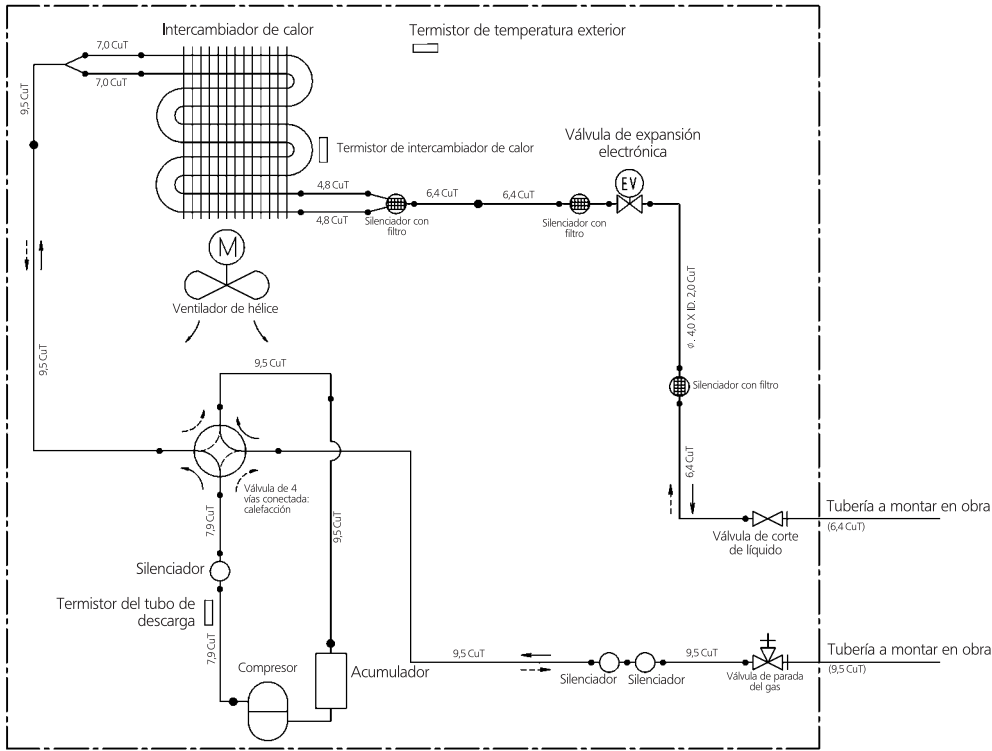 Intercambiador de calor
Termistor de temperatura exterior
7,0 CuT
7,0 CuT
9,5 CuT
Termistor de intercambiador de calor
Válvula de expansión
electrónica
EV
4,8 CuT
4,8 CuT
6,4 CuT
6,4 CuT
Silenciador con
filtro
Silenciador con
filtro
M
Ventilador de hélice
φ. 4,0 X ID. 2,0 CuT
9,5 CuT
9,5 CuT
Silenciador con filtro
6,4 CuT
Válvula de 4
vías conectada:
calefacción
7,9 CuT
9,5 CuT
Tubería a montar en obra
(6,4 CuT)
Válvula de corte
de líquido
Silenciador
Termistor del tubo de
descarga
7,9 CuT
Compresor
Acumulador
9,5 CuT
9,5 CuT
Silenciador
Silenciador
Válvula de parada
del gas
Tubería a montar en obra
(9,5 CuT)